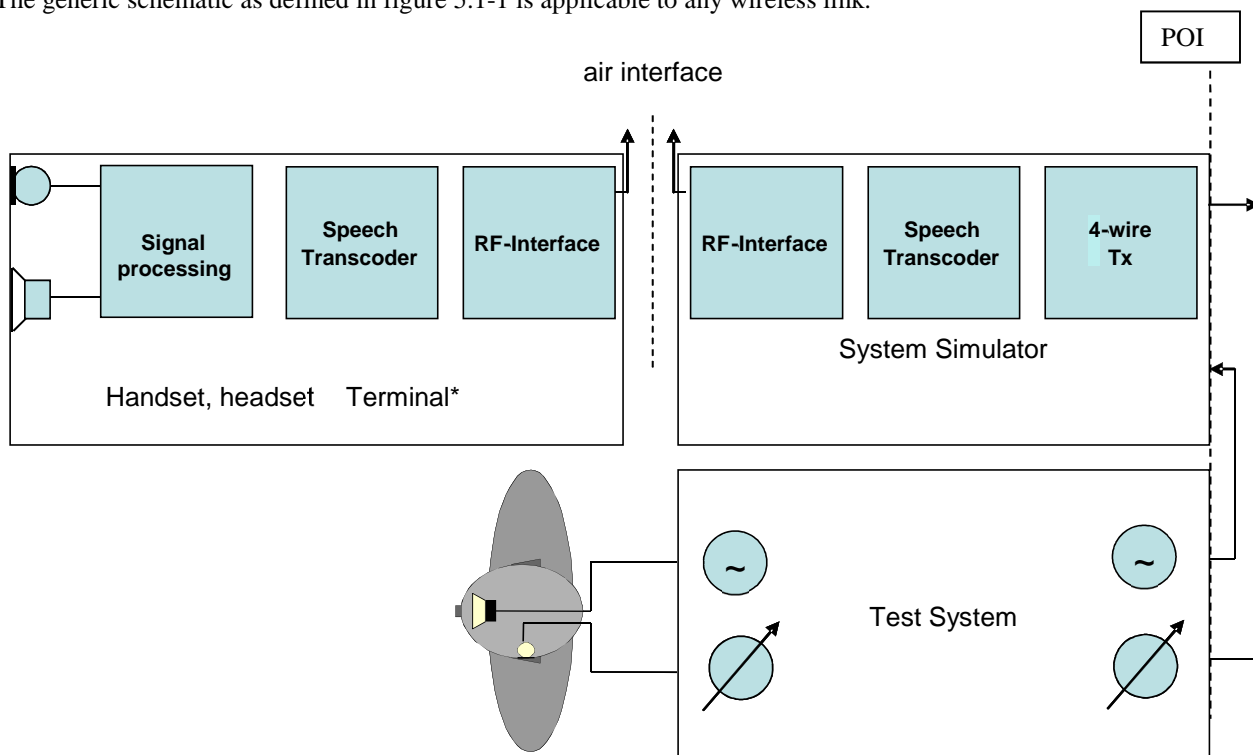 The generic schematic as defined in figure 5.1-1 is applicable to any wireless link.
POI
air interface
Signal
processing
Speech
Transcoder
RF-Interface
RF-Interface
Speech
Transcoder
4-wire
Tx
System Simulator
Handset, headset Terminal*
~
~
Test System